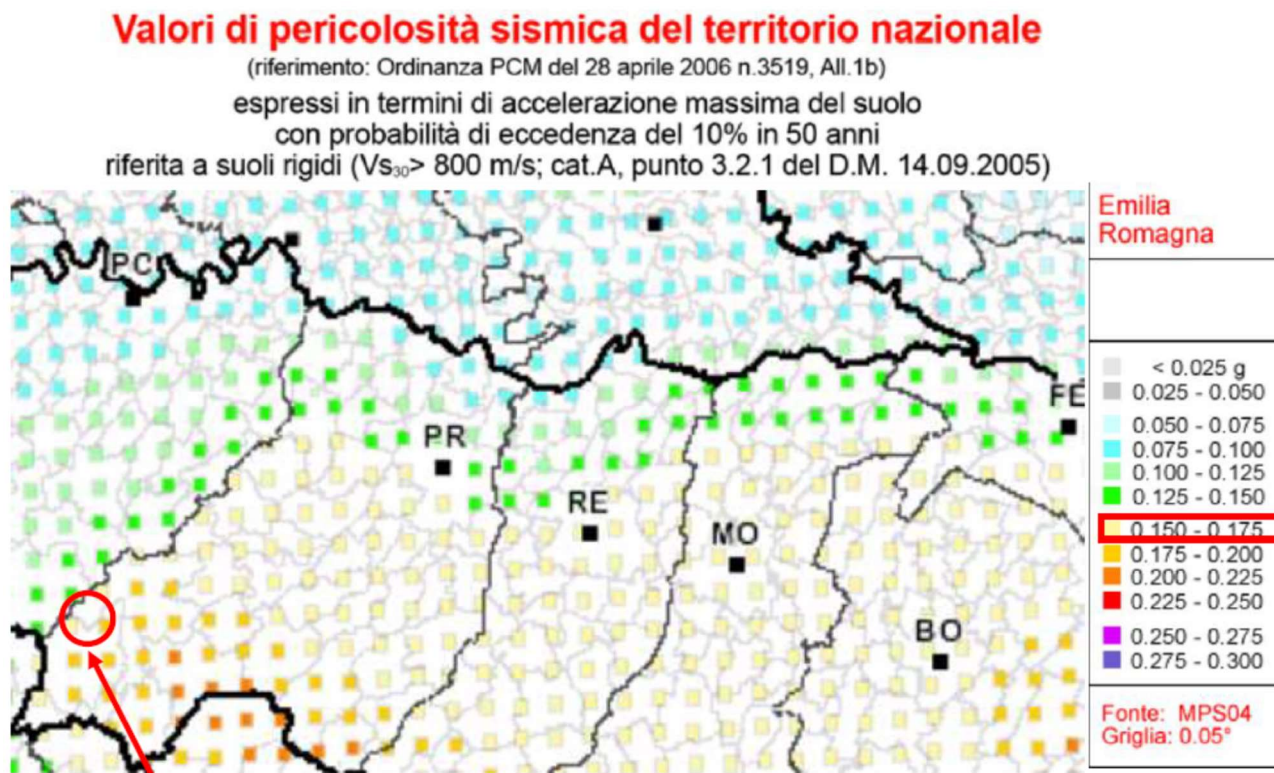 Valori di pericolosità sismica del territorio nazionale
(riferimento: Ordinanza PCM del 28 aprile 2006 n.3519, All.1b)
espressi in termini di accelerazione massima del suolo
con probabilità di eccedenza del 10% in 50 anni
riferita a suoli rigidi (Vs₃₀> 800 m/s; cat.A, punto 3.2.1 del D.M. 14.09.2005)
PC
PR
RE
MO
BO
FE
Emilia
Romagna
< 0.025 g
0.025 - 0.050
0.050 - 0.075
0.075 - 0.100
0.100 - 0.125
0.125 - 0.150
0.150 - 0.175
0.175 - 0.200
0.200 - 0.225
0.225 - 0.250
0.250 - 0.275
0.275 - 0.300
Fonte: MPS04
Griglia: 0.05°